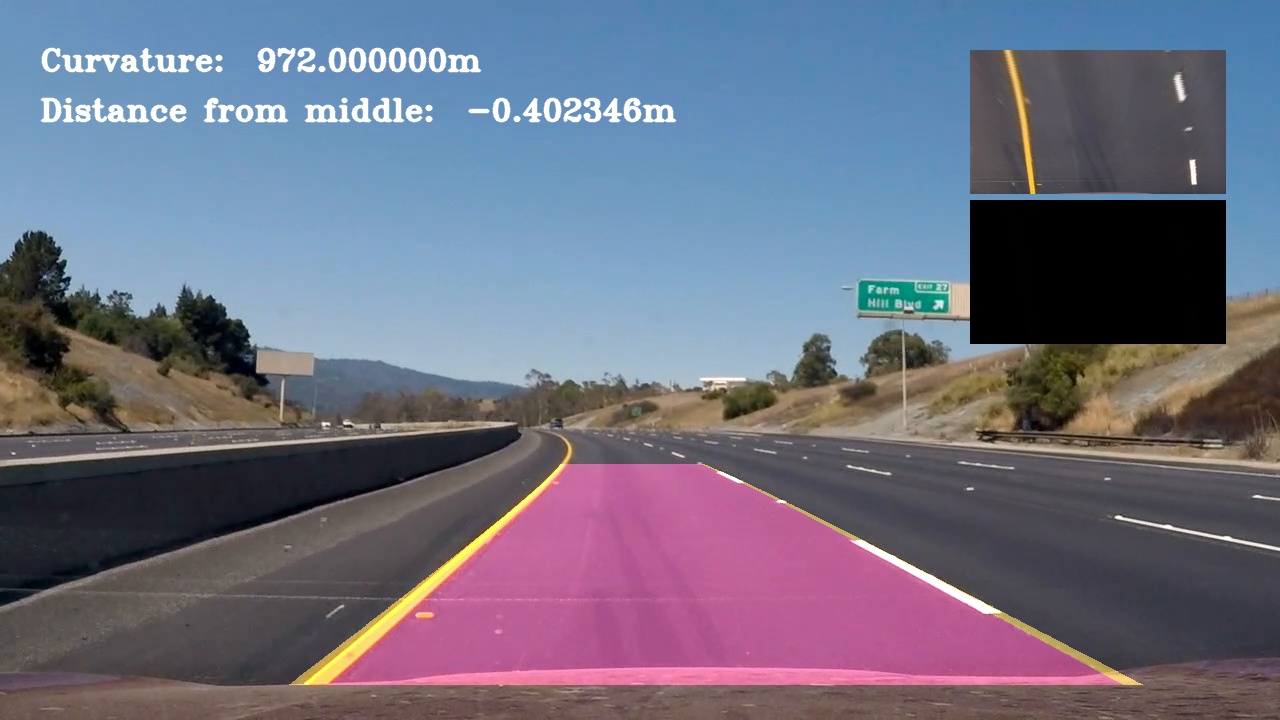 Curvature: 972.000000m
Distance from middle: -0.402346m
EXIT 27
Farm
Hill Blvd